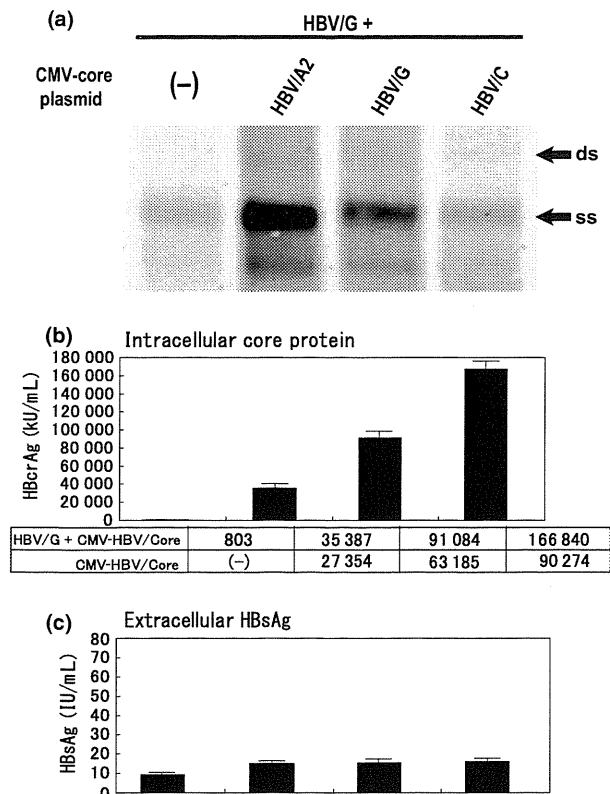 (a)
HBV/G +
CMV-core
plasmid
(-)
HBV/A2
HBV/G
HBV/C
ds
ss
(b) Intracellular core protein
HBcrAg (kU/mL)
180 000
160 000
140 000
120 000
100 000
80 000
60 000
40 000
20 000
0
HBV/G + CMV-HBV/Core 803 35 387 91 084 166 840
CMV-HBV/Core (-) 27 354 63 185 90 274
(c) Extracellular HBsAg
HBsAg (IU/mL)
80
70
60
50
40
30
20
10
0